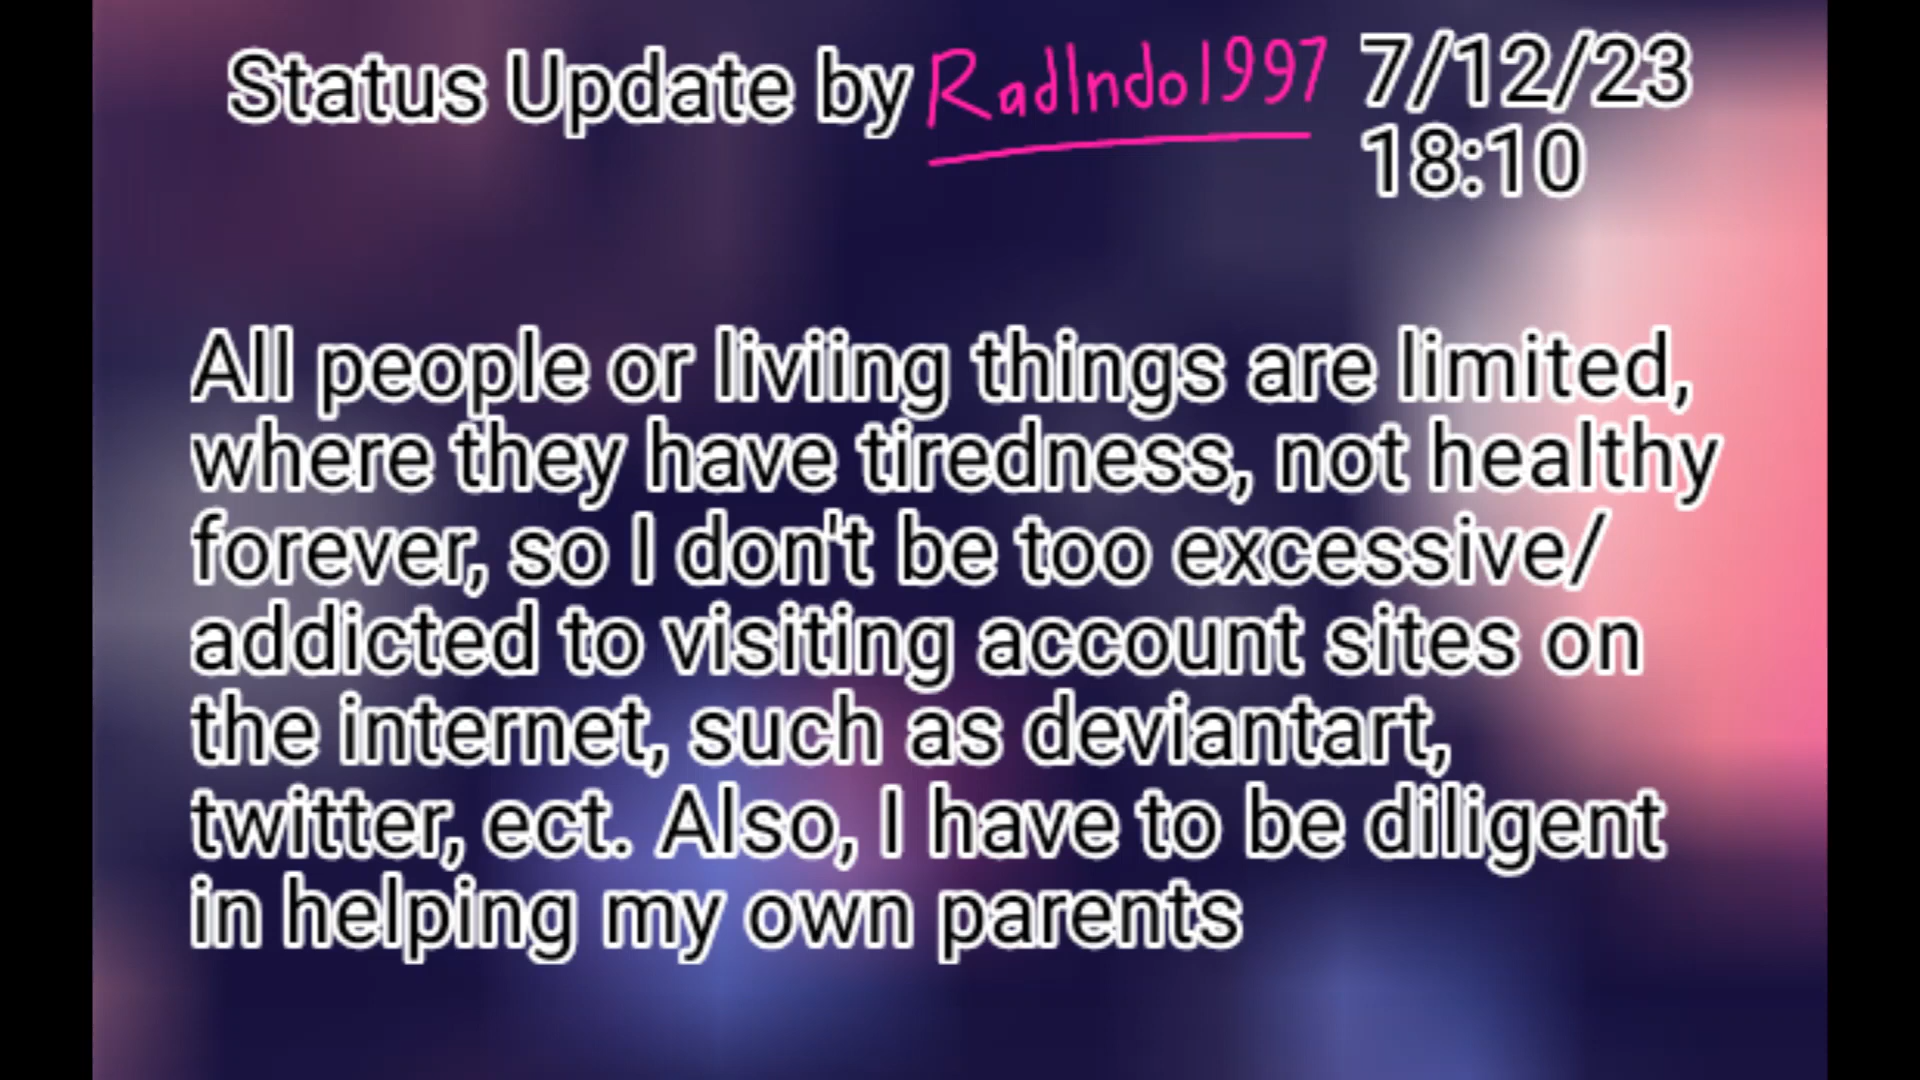 Status Update by RadIndo1997 7/12/23
18:10
All people or liviing things are limited,
where they have tiredness, not healthy
forever, so I don't be too excessive/
addicted to visiting account sites on
the internet, such as deviantart,
twitter, ect. Also, I have to be diligent
in helping my own parents